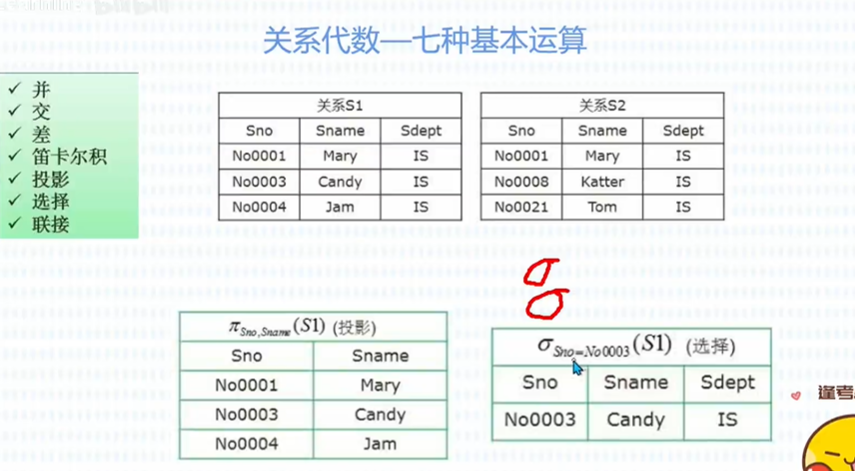 关系代数—七种基本运算
✓ 并
✓ 交
✓ 差
✓ 笛卡尔积
✓ 投影
✓ 选择
✓ 联接
关系S1
Sno Sname Sdept
No0001 Mary IS
No0003 Candy IS
No0004 Jam IS
关系S2
Sno Sname Sdept
No0001 Mary IS
No0008 Katter IS
No0021 Tom IS
σ
σ
π Sno,Sname (S1) (投影)
Sno Sname
No0001 Mary
No0003 Candy
No0004 Jam
σ Sno=No0003 (S1) (选择)
Sno Sname Sdept
No0003 Candy IS
逢考